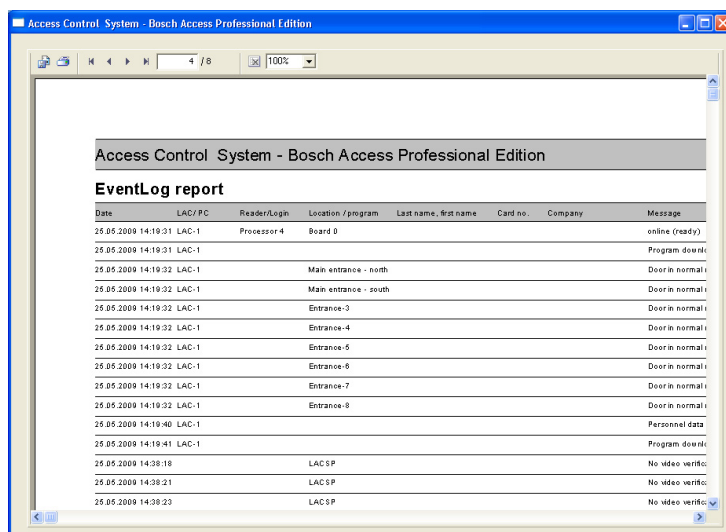 Access Control System - Bosch Access Professional Edition
4 /8 100%
Access Control System - Bosch Access Professional Edition
EventLog report
Date LAC/PC Reader/Login Location / program Last name, first name Card no. Company Message
25.05.2009 14:19:31 LAC-1 Processor 4 Board 0 online (ready)
25.05.2009 14:19:31 LAC-1 Program downl
25.05.2009 14:19:32 LAC-1 Main entrance - north Door in normal
25.05.2009 14:19:32 LAC-1 Main entrance - south Door in normal
25.05.2009 14:19:32 LAC-1 Entrance-3 Door in normal
25.05.2009 14:19:32 LAC-1 Entrance-4 Door in normal
25.05.2009 14:19:32 LAC-1 Entrance-5 Door in normal
25.05.2009 14:19:32 LAC-1 Entrance-6 Door in normal
25.05.2009 14:19:32 LAC-1 Entrance-7 Door in normal
25.05.2009 14:19:32 LAC-1 Entrance-8 Door in normal
25.05.2009 14:19:40 LAC-1 Personnel data
25.05.2009 14:19:41 LAC-1 Program downl
25.05.2009 14:38:18 LACSP No video verific
25.05.2009 14:38:21 LACSP No video verific
25.05.2009 14:38:23 LACSP No video verific